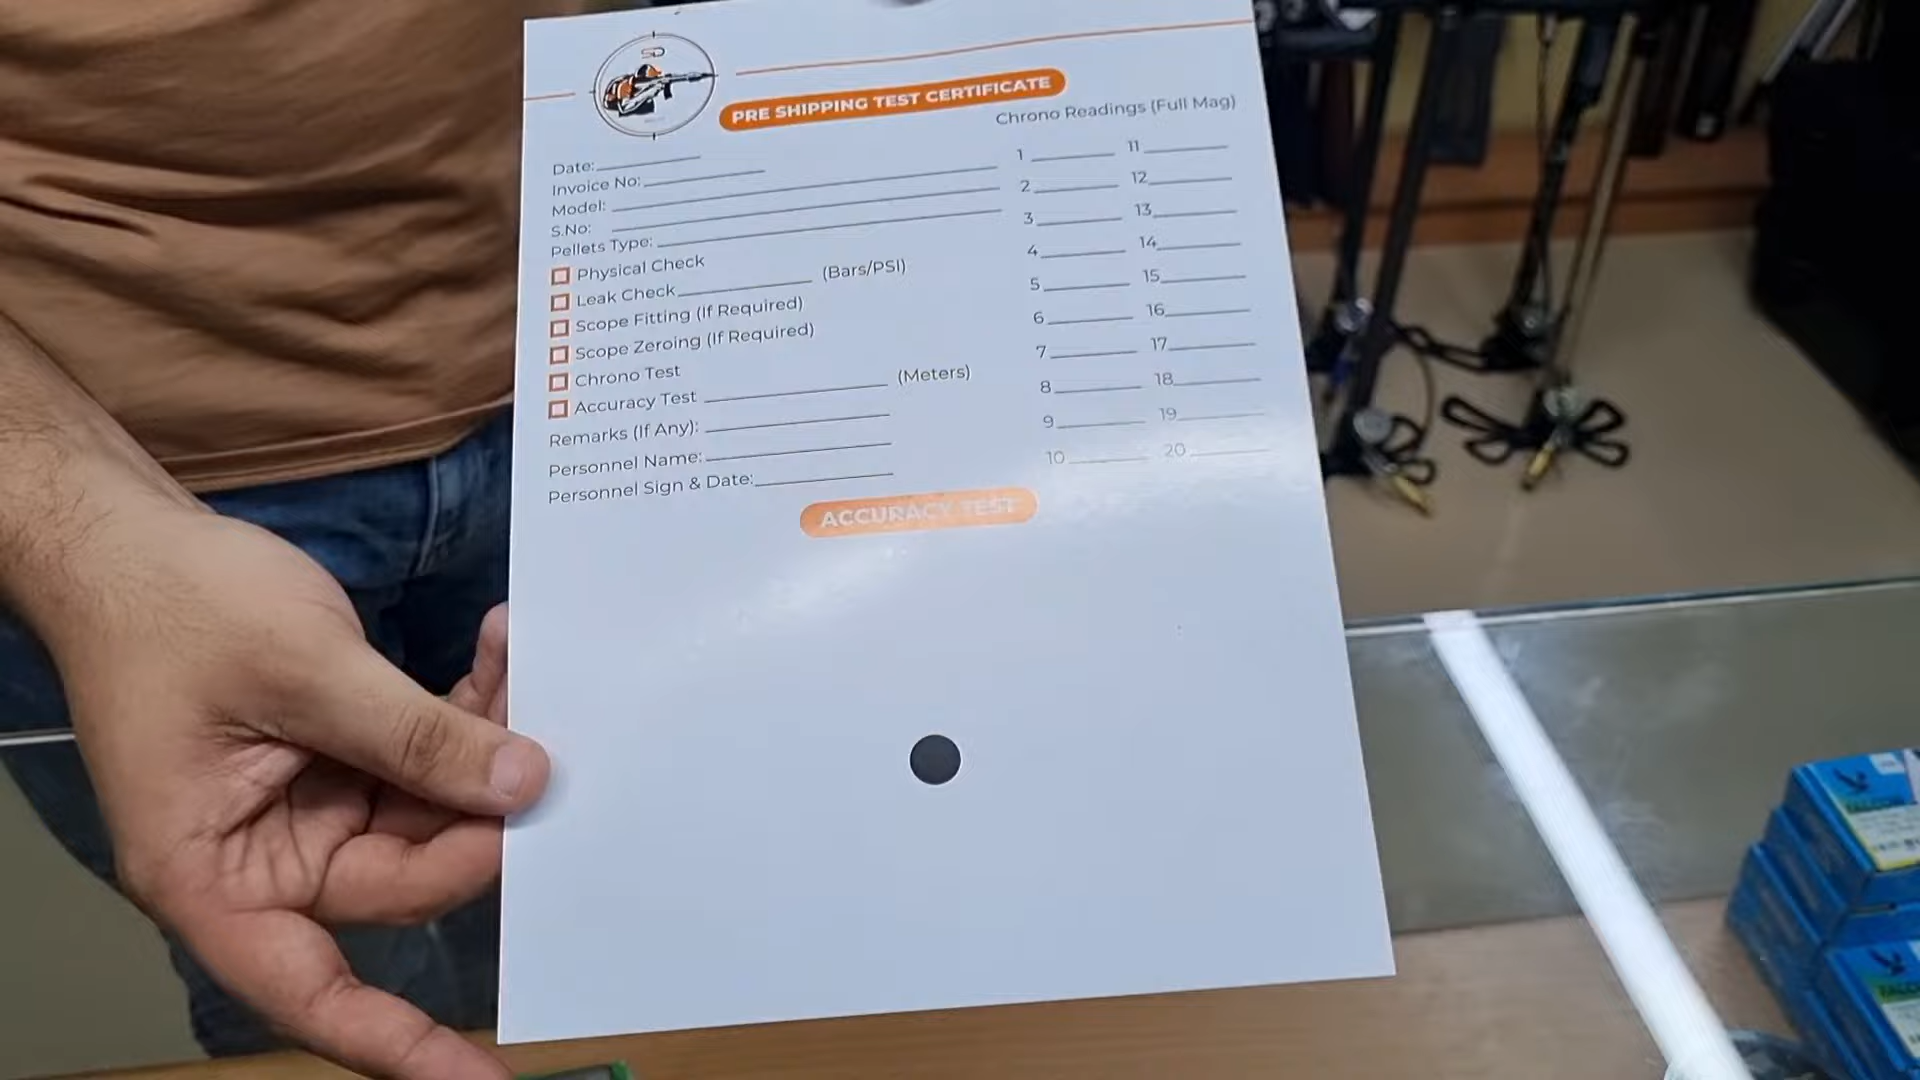 SD
PRE SHIPPING TEST CERTIFICATE
Date:
Invoice No:
Model:
S.No:
Pellets Type:
Physical Check
Leak Check (Bars/PSI)
Scope Fitting (If Required)
Scope Zeroing (If Required)
Chrono Test
Accuracy Test (Meters)
Remarks (If Any):
Personnel Name:
Personnel Sign & Date:
Chrono Readings (Full Mag)
1 11
2 12
3 13
4 14
5 15
6 16
7 17
8 18
9 19
10 20
ACCURACY TEST